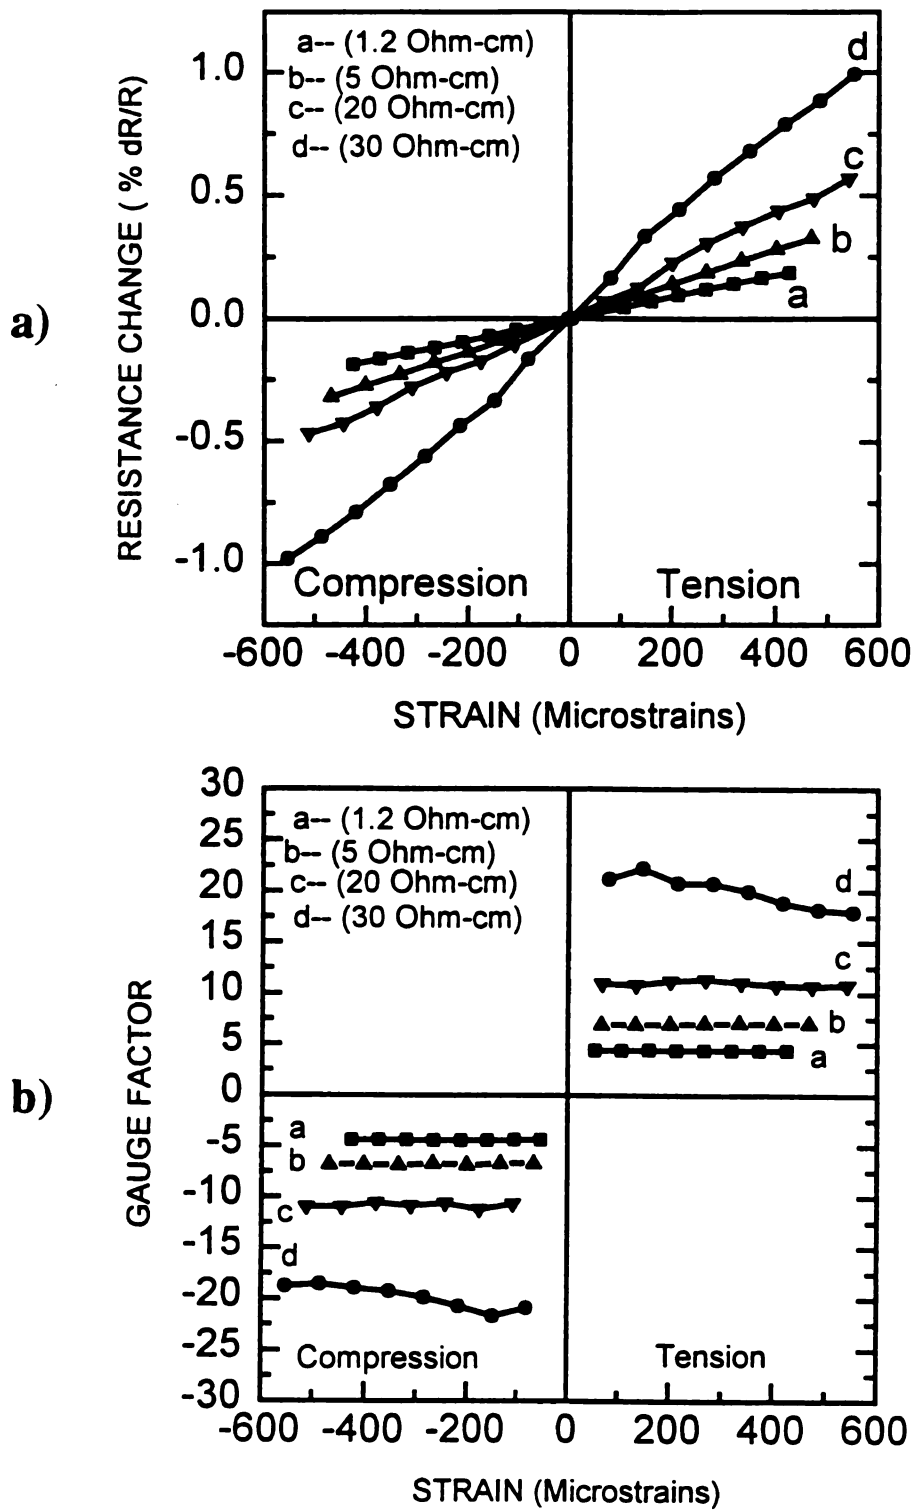 a-- (1.2 Ohm-cm)
b-- (5 Ohm-cm)
c-- (20 Ohm-cm)
d-- (30 Ohm-cm)
d
c
b
a
1.0
0.5
0.0
-0.5
-1.0
RESISTANCE CHANGE ( % dR/R)
a)
Compression
Tension
-600 -400 -200 0 200 400 600
STRAIN (Microstrains)
30
25
20
15
10
5
0
-5
-10
-15
-20
-25
-30
a-- (1.2 Ohm-cm)
b-- (5 Ohm-cm)
c-- (20 Ohm-cm)
d-- (30 Ohm-cm)
d
c
b
a
GAUGE FACTOR
b)
a
b
c
d
Compression
Tension
-600 -400 -200 0 200 400 600
STRAIN (Microstrains)